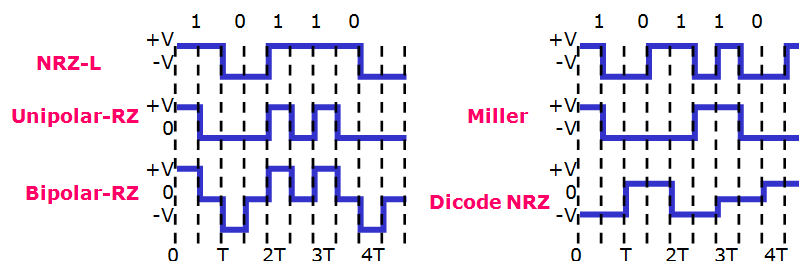 1 0 1 1 0
+V
-V
NRZ-L
+V
0
Unipolar-RZ
+V
0
-V
Bipolar-RZ
0 T 2T 3T 4T
1 0 1 1 0
+V
-V
+V
-V
Miller
+V
0
-V
Dicode NRZ
0 T 2T 3T 4T